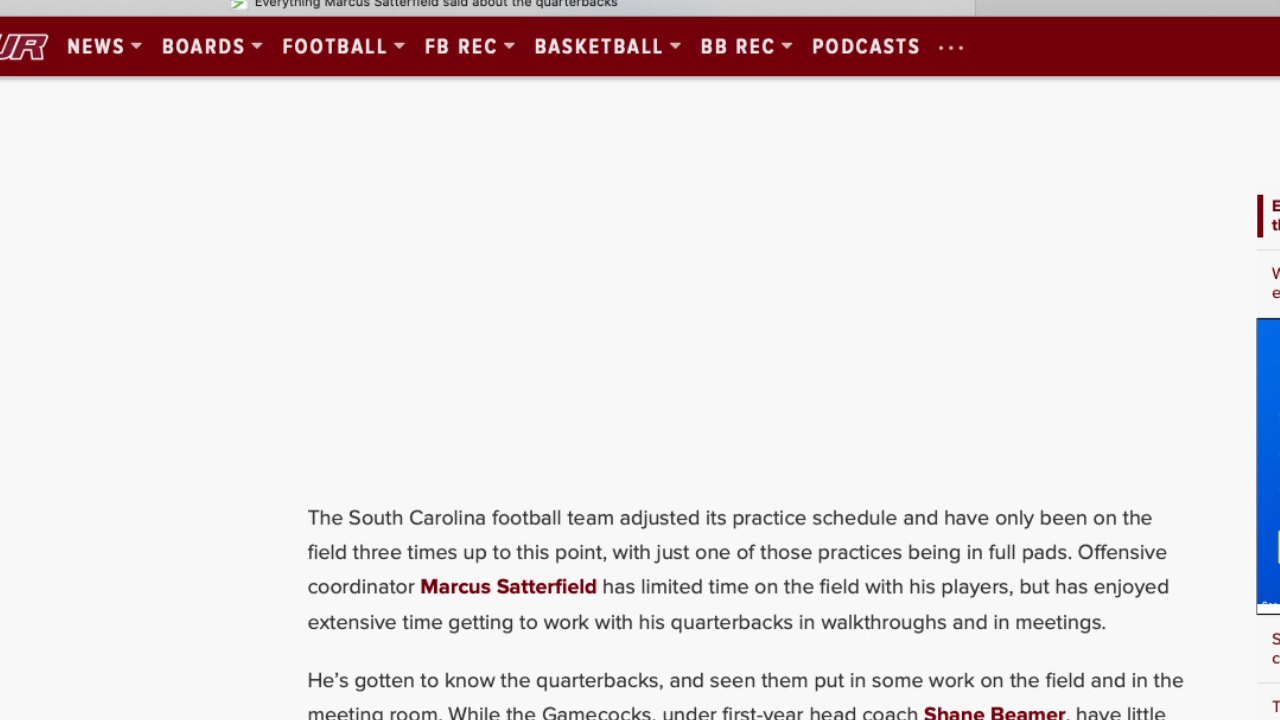 Everything Marcus Satterfield said about the quarterbacks
NEWS BOARDS FOOTBALL FB REC BASKETBALL BB REC PODCASTS ...
The South Carolina football team adjusted its practice schedule and have only been on the
field three times up to this point, with just one of those practices being in full pads. Offensive
coordinator Marcus Satterfield has limited time on the field with his players, but has enjoyed
extensive time getting to work with his quarterbacks in walkthroughs and in meetings.
He's gotten to know the quarterbacks, and seen them put in some work on the field and in the
meeting room. While the Gamecocks, under first-year head coach Shane Beamer, have little